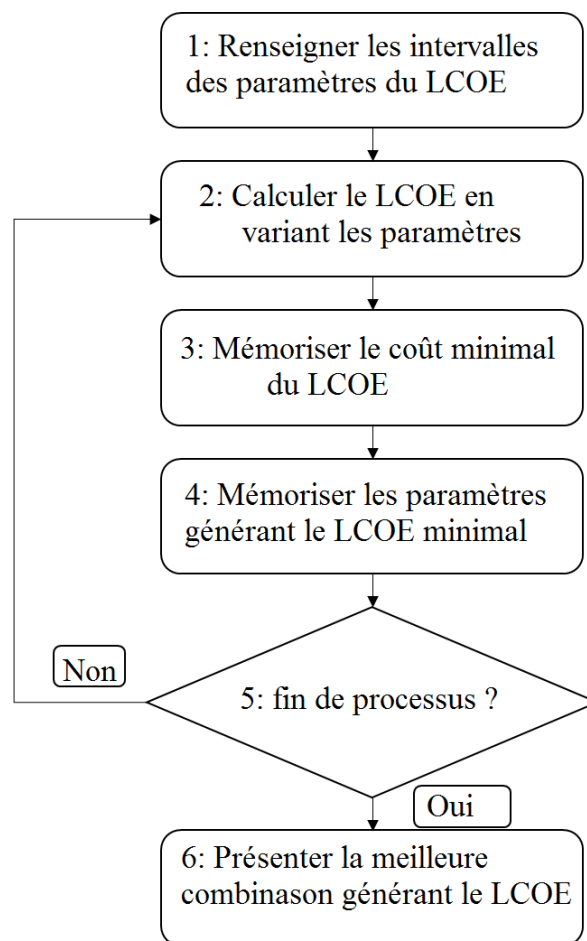 1: Renseigner les intervalles
des paramètres du LCOE
2: Calculer le LCOE en
variant les paramètres
3: Mémoriser le coût minimal
du LCOE
4: Mémoriser les paramètres
générant le LCOE minimal
Non
5: fin de processus ?
Oui
6: Présenter la meilleure
combinason générant le LCOE